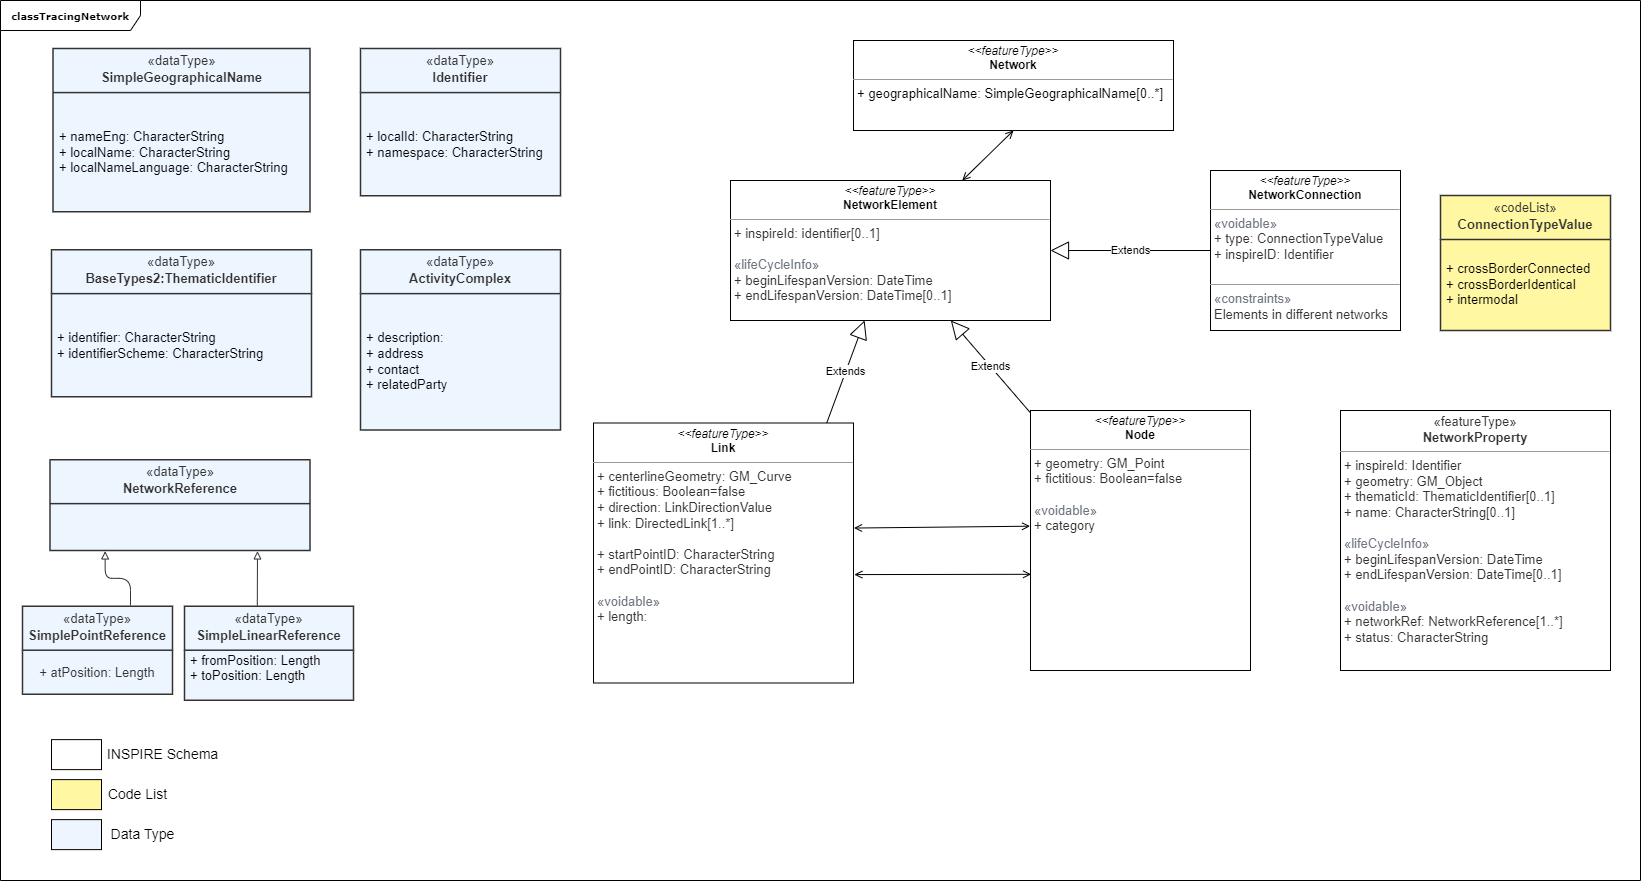 classTracingNetwork
«dataType»
SimpleGeographicalName
+ nameEng: CharacterString
+ localName: CharacterString
+ localNameLanguage: CharacterString
«dataType»
Identifier
+ localId: CharacterString
+ namespace: CharacterString
<<featureType>>
Network
+ geographicalName: SimpleGeographicalName[0..*]
<<featureType>>
NetworkElement
+ inspireId: identifier[0..1]
«lifeCycleInfo»
+ beginLifespanVersion: DateTime
+ endLifespanVersion: DateTime[0..1]
Extends
<<featureType>>
NetworkConnection
«voidable»
+ type: ConnectionTypeValue
+ inspireID: Identifier
«constraints»
Elements in different networks
«codeList»
ConnectionTypeValue
+ crossBorderConnected
+ crossBorderIdentical
+ intermodal
«dataType»
BaseTypes2:ThematicIdentifier
+ identifier: CharacterString
+ identifierScheme: CharacterString
«dataType»
ActivityComplex
+ description:
+ address
+ contact
+ relatedParty
Extends
Extends
«dataType»
NetworkReference
<<featureType>>
Link
+ centerlineGeometry: GM_Curve
+ fictitious: Boolean=false
+ direction: LinkDirectionValue
+ link: DirectedLink[1..*]
+ startPointID: CharacterString
+ endPointID: CharacterString
«voidable»
+ length:
<<featureType>>
Node
+ geometry: GM_Point
+ fictitious: Boolean=false
«voidable»
+ category
«featureType»
NetworkProperty
+ inspireId: Identifier
+ geometry: GM_Object
+ thematicId: ThematicIdentifier[0..1]
+ name: CharacterString[0..1]
«lifeCycleInfo»
+ beginLifespanVersion: DateTime
+ endLifespanVersion: DateTime[0..1]
«voidable»
+ networkRef: NetworkReference[1..*]
+ status: CharacterString
«dataType»
SimplePointReference
+ atPosition: Length
«dataType»
SimpleLinearReference
+ fromPosition: Length
+ toPosition: Length
INSPIRE Schema
Code List
Data Type